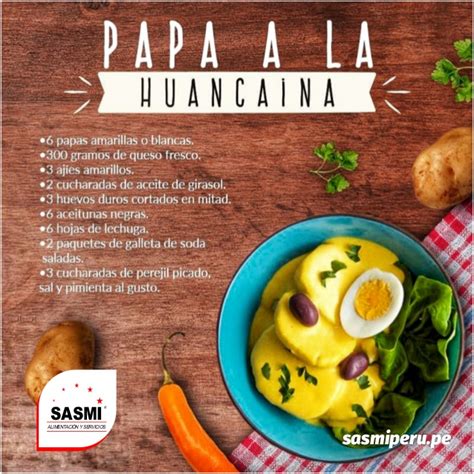 PAPA A LA
HUANCAiNA
•6 papas amarillas o blancas.
•300 gramos de queso fresco.
•3 ajíes amarillos.
•2 cucharadas de aceite de girasol.
•3 huevos duros cortados en mitad.
•6 aceitunas negras.
•6 hojas de lechuga.
•2 paquetes de galleta de soda
saladas.
•3 cucharadas de perejil picado,
sal y pimienta al gusto.
SASMI
ALIMENTACIÓN Y SERVICIOS
sasmiperu.pe